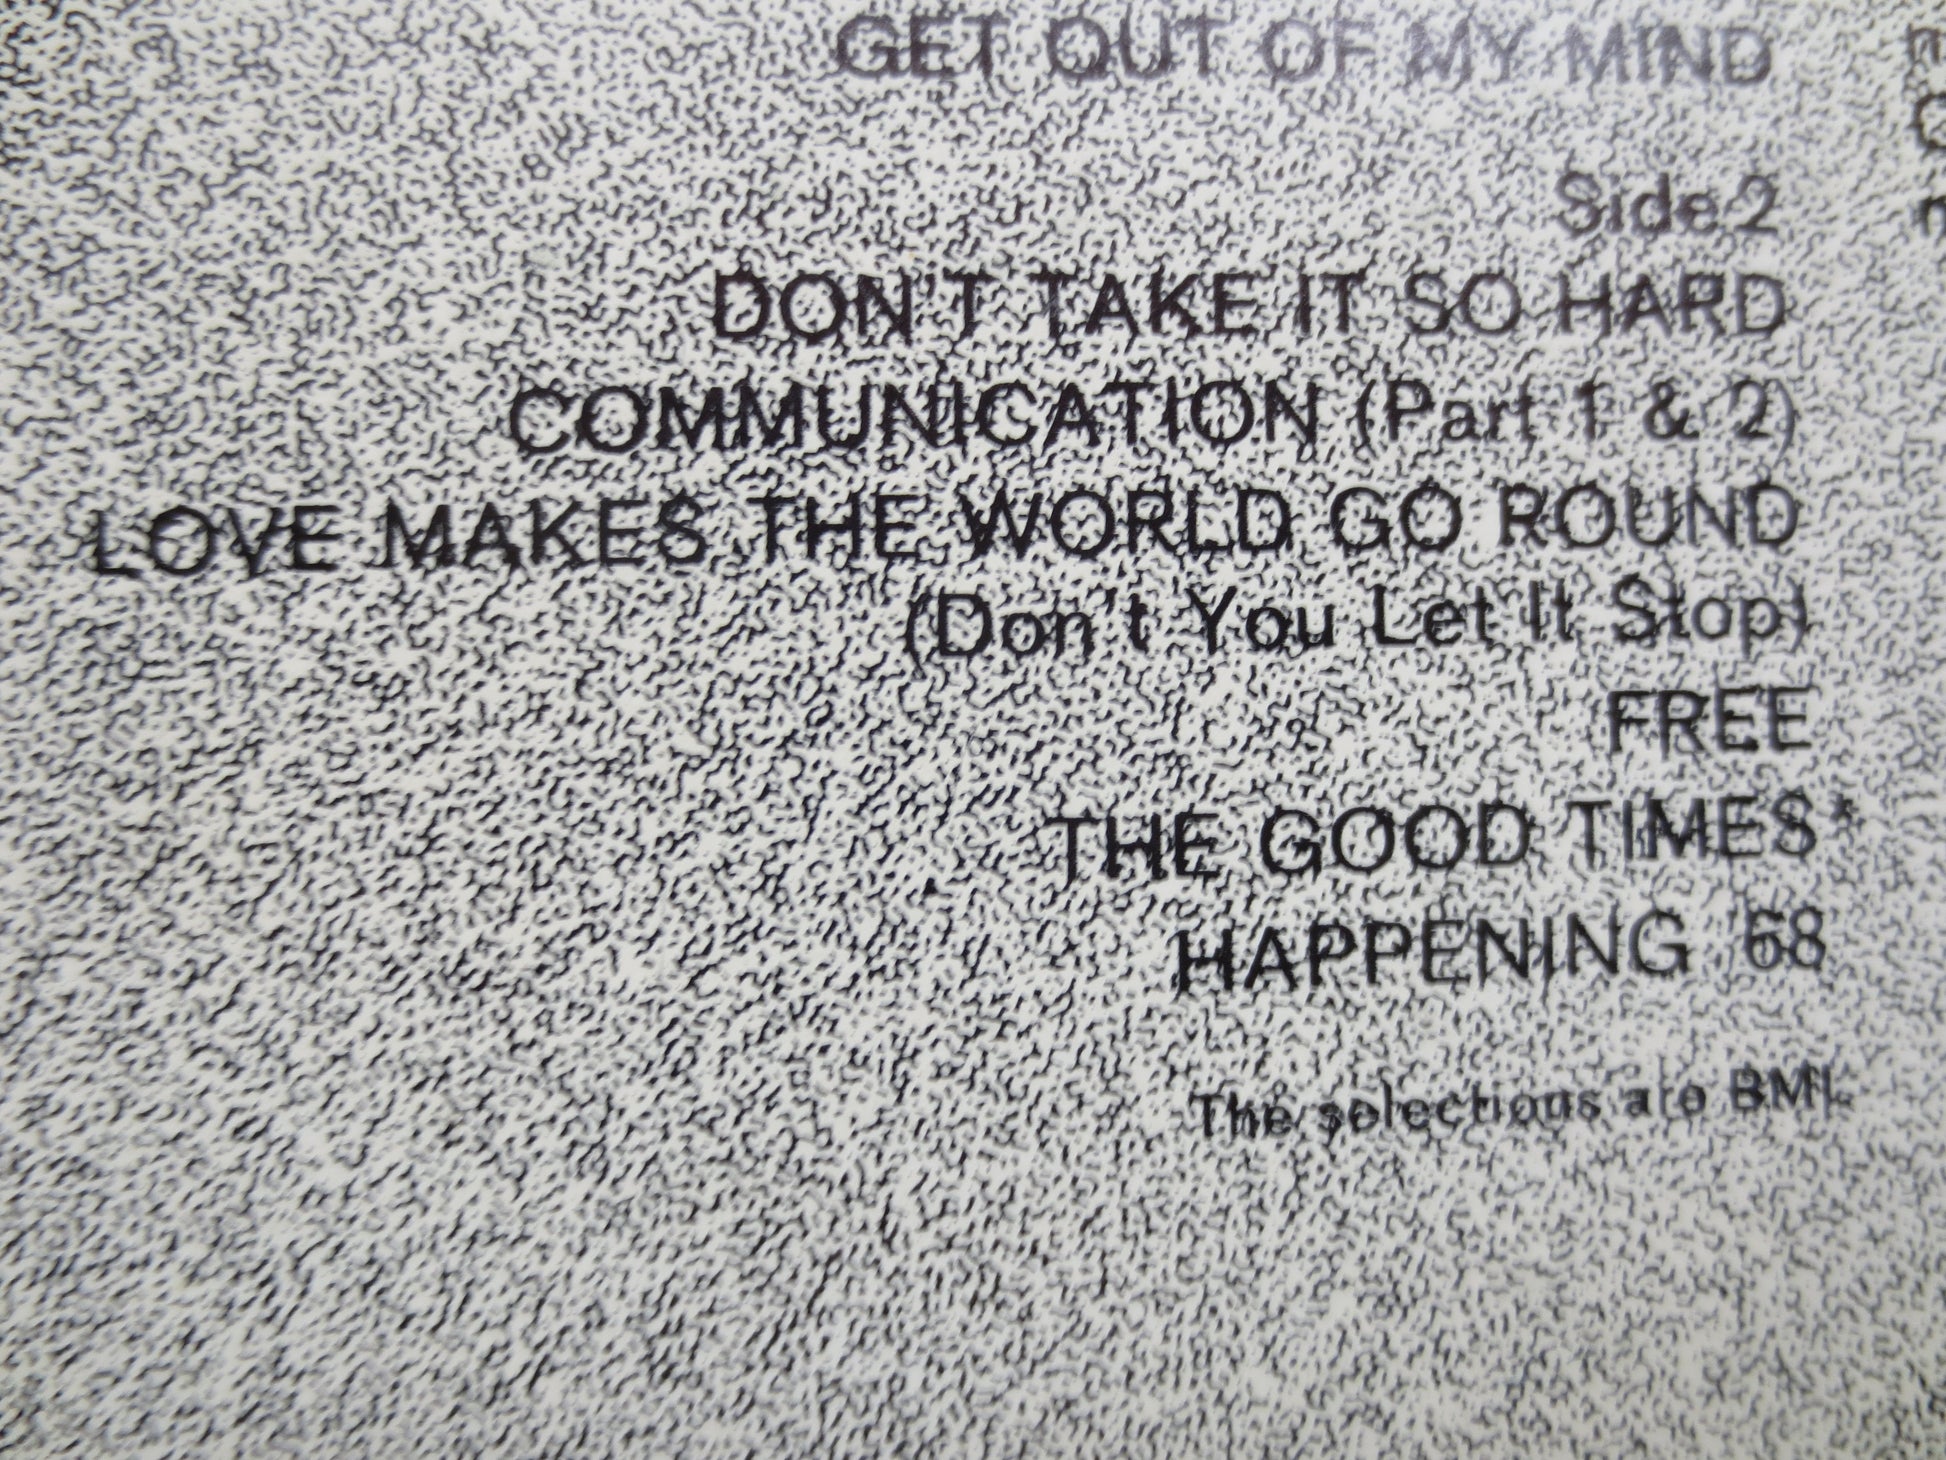 GET OUT OF MY MIND
Side 2
DON'T TAKE IT SO HARD
COMMUNICATION (Part 1 & 2)
LOVE MAKES THE WORLD GO ROUND
(Don't You Let It Stop)
FREE
THE GOOD TIMES*
HAPPENING '68
The selections are BMI.